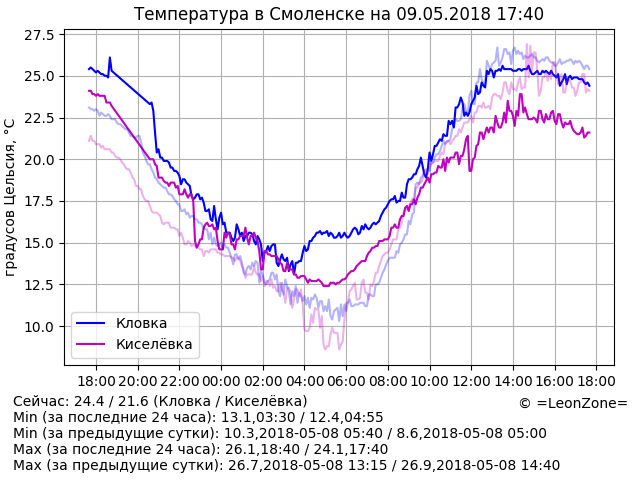 Температура в Смоленске на 09.05.2018 17:40
27.5
25.0
22.5
20.0
17.5
15.0
12.5
10.0
градусов Цельсия, °C
Кловка
Киселёвка
18:00 20:00 22:00 00:00 02:00 04:00 06:00 08:00 10:00 12:00 14:00 16:00 18:00
Сейчас: 24.4 / 21.6 (Кловка / Киселёвка)
© =LeonZone=
Min (за последние 24 часа): 13.1,03:30 / 12.4,04:55
Min (за предыдущие сутки): 10.3,2018-05-08 05:40 / 8.6,2018-05-08 05:00
Max (за последние 24 часа): 26.1,18:40 / 24.1,17:40
Max (за предыдущие сутки): 26.7,2018-05-08 13:15 / 26.9,2018-05-08 14:40